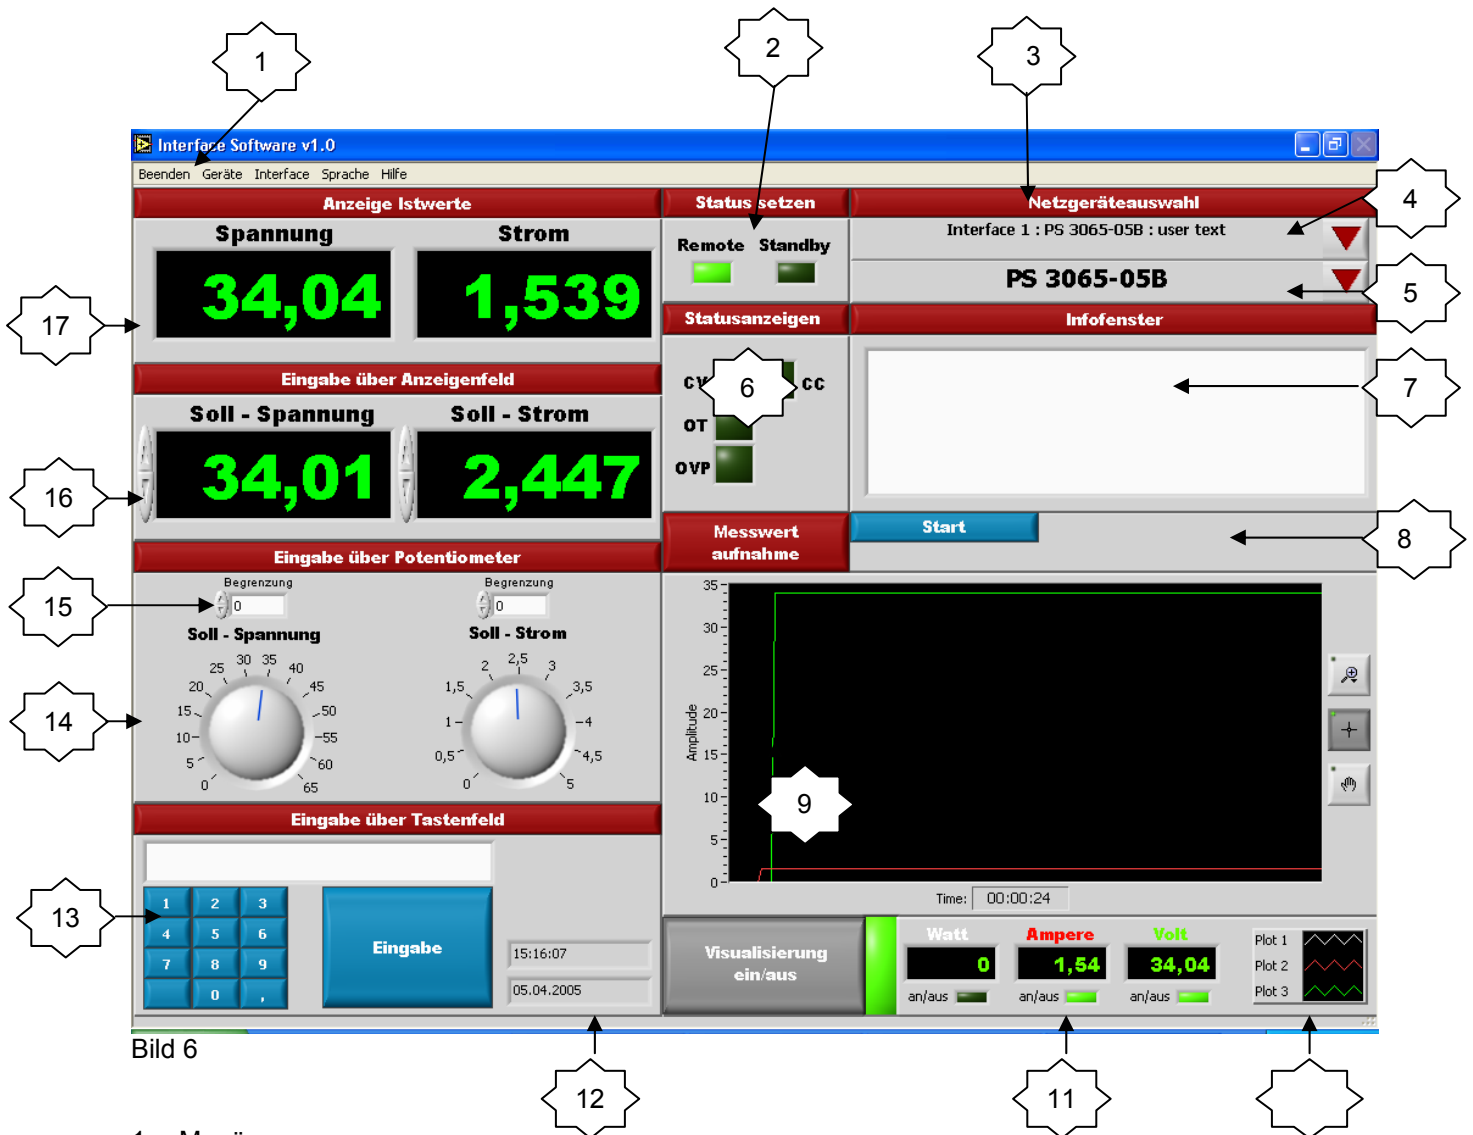 1
2
3
Interface Software v1.0
Beenden Geräte Interface Sprache Hilfe
Anzeige Istwerte
Spannung Strom
34,04 1,539
17
Status setzen
Remote Standby
Netzgeräteauswahl
4
Interface 1 : PS 3065-05B : user text
PS 3065-05B
5
Eingabe über Anzeigenfeld
Soll - Spannung Soll - Strom
34,01 2,447
16
Statusanzeigen
CV 6 CC
OT
OVP
Infofenster
7
Eingabe über Potentiometer
Begrenzung Begrenzung
0 0
15
Soll - Spannung Soll - Strom
0 5 10 15 20 25 30 35 40 45 50 55 60 65
0 0,5 1 1,5 2 2,5 3 3,5 4 4,5 5
14
Messwert
aufnahme
Start
8
Amplitude
35
30
25
20
15
10
5
0
9
Time: 00:00:24
Eingabe über Tastenfeld
13
1 2 3
4 5 6
7 8 9
0 ,
Eingabe
15:16:07
05.04.2005
Visualisierung
ein/aus
Watt Ampere Volt
0 1,54 34,04
an/aus an/aus an/aus
Plot 1
Plot 2
Plot 3
Bild 6
12
11